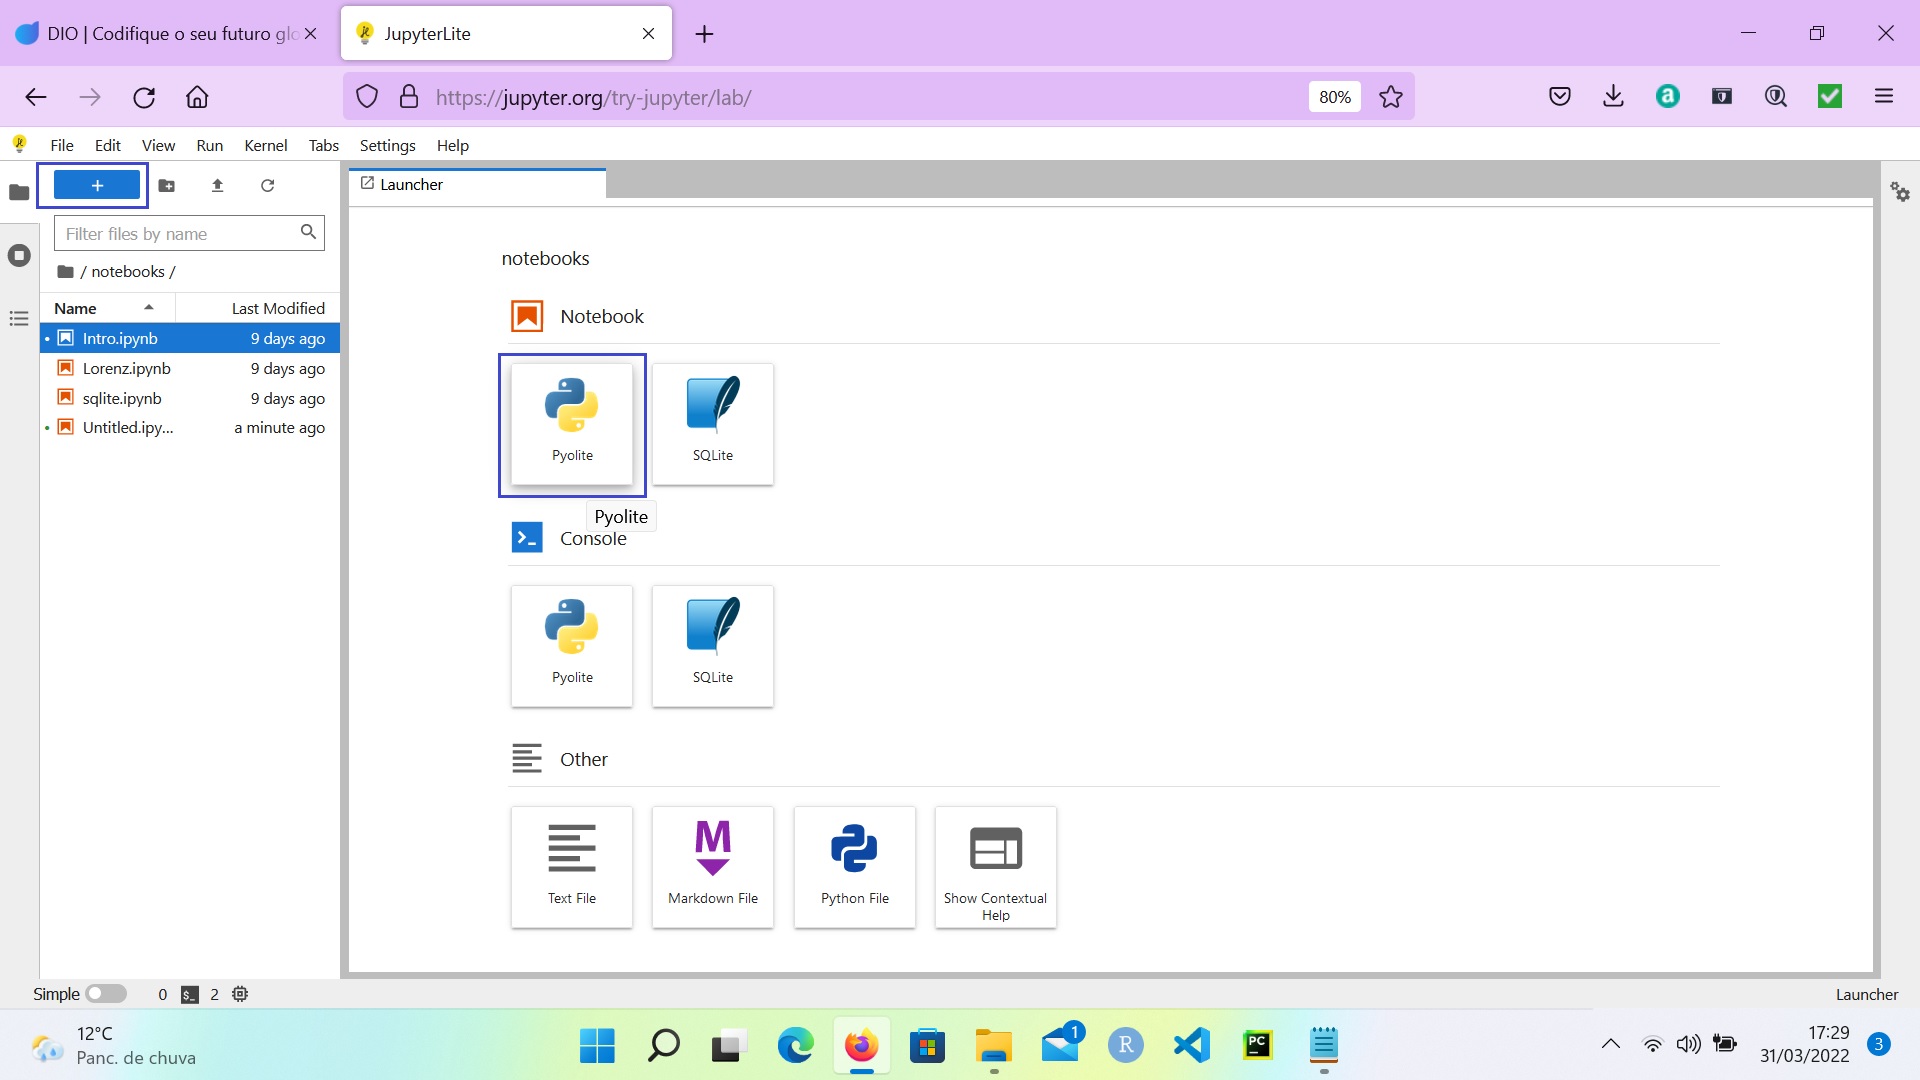 DIO | Codifique o seu futuro glo
JupyterLite
https://jupyter.org/try-jupyter/lab/
80%
File Edit View Run Kernel Tabs Settings Help
Launcher
Filter files by name
/ notebooks /
Name Last Modified
Intro.ipynb 9 days ago
Lorenz.ipynb 9 days ago
sqlite.ipynb 9 days ago
Untitled.ipy... a minute ago
notebooks
Notebook
Pyolite
SQLite
Pyolite
Console
Pyolite
SQLite
Other
Text File
Markdown File
Python File
Show Contextual
Help
Simple 0 2
Launcher
12°C
Panc. de chuva
1
R
PC
17:29
31/03/2022
3